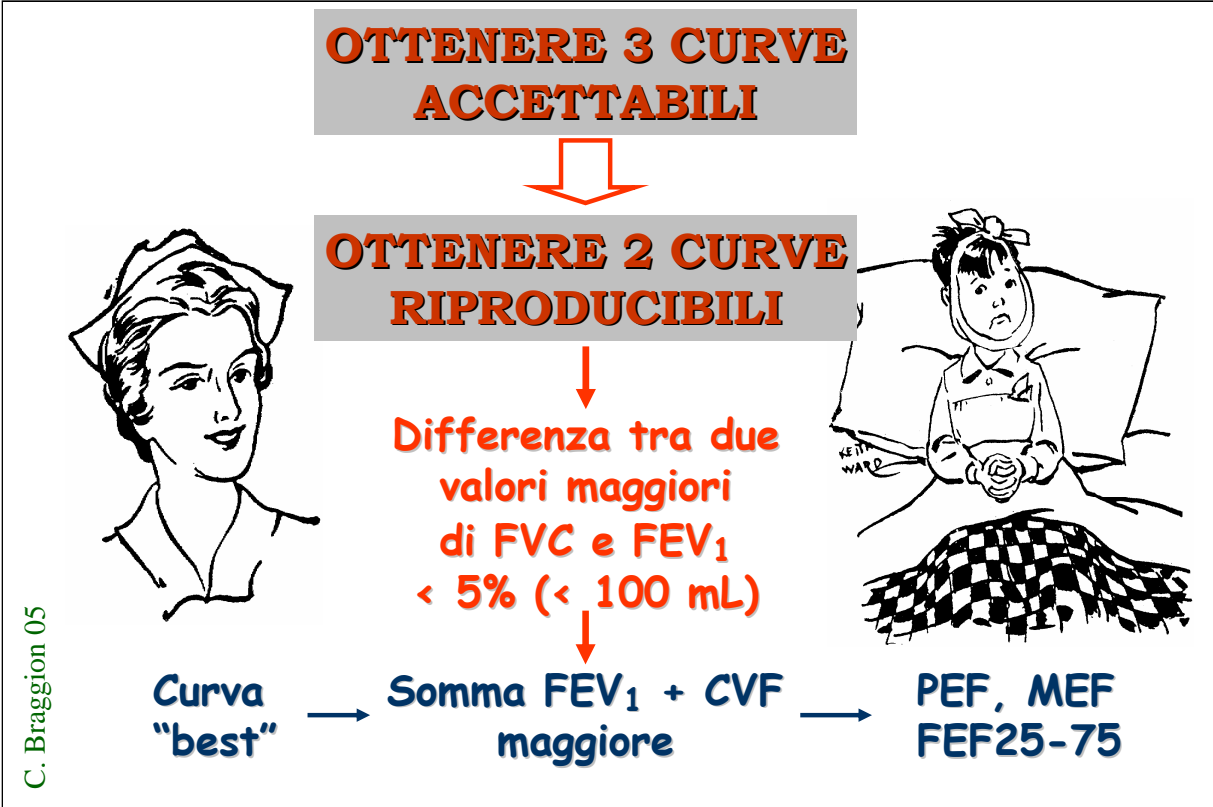 OTTENERE 3 CURVE
ACCETTABILI
OTTENERE 2 CURVE
RIPRODUCIBILI
Differenza tra due
valori maggiori
di FVC e FEV₁
< 5% (< 100 mL)
KEITH
WARD
Curva
“best”
Somma FEV₁ + CVF
maggiore
PEF, MEF
FEF25-75
C. Braggion 05